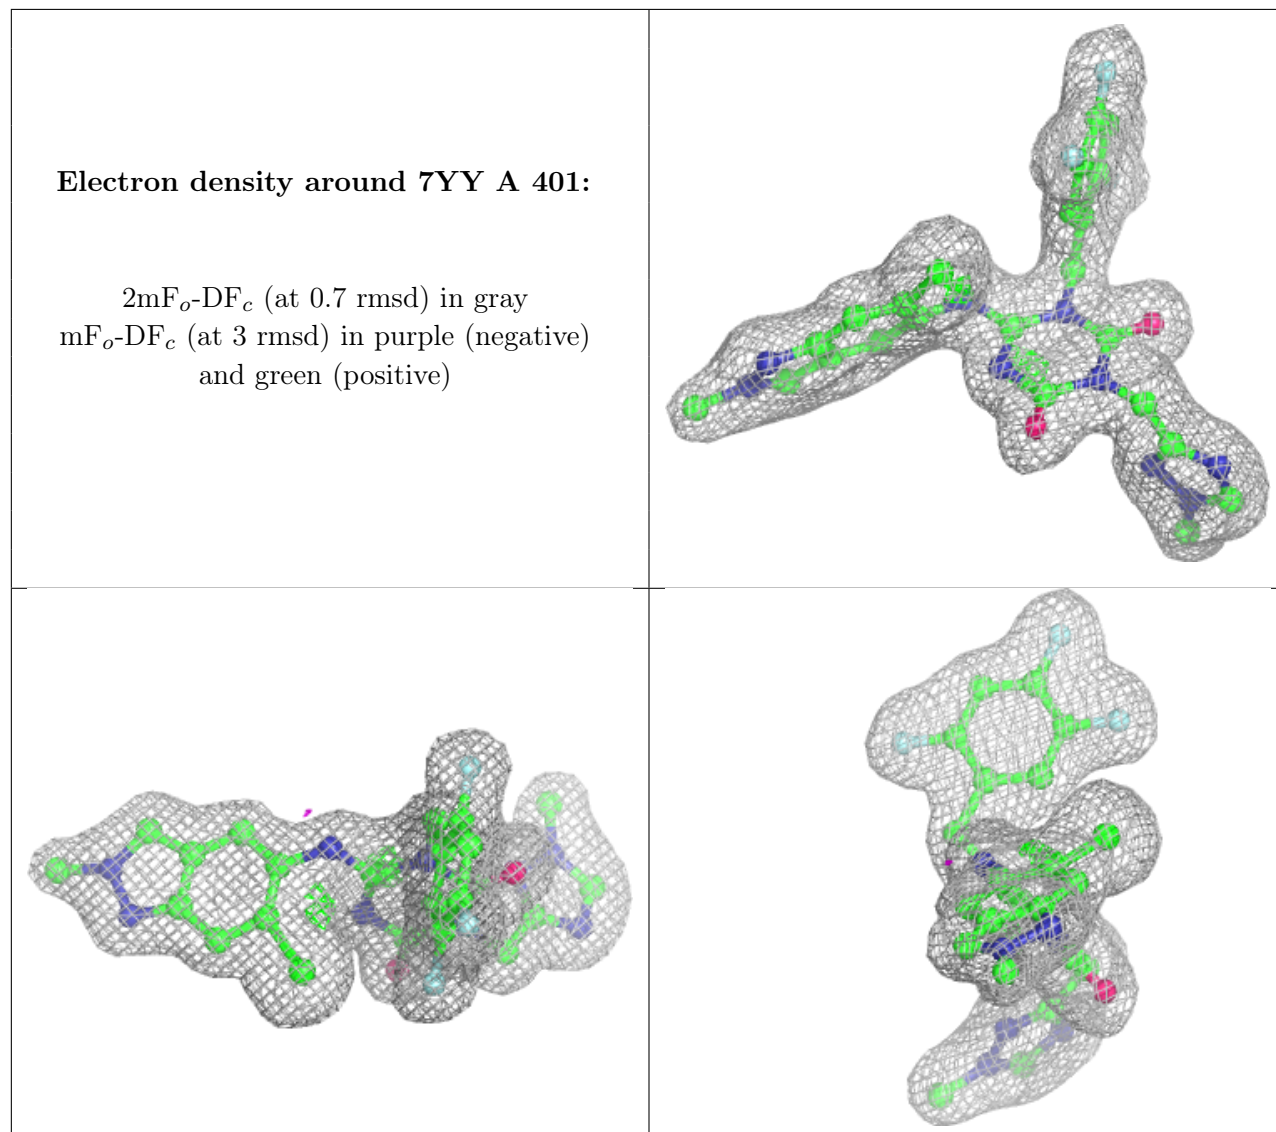 Electron density around 7YY A 401:
2mFₒ-DF𝒸 (at 0.7 rmsd) in gray
mFₒ-DF𝒸 (at 3 rmsd) in purple (negative)
and green (positive)